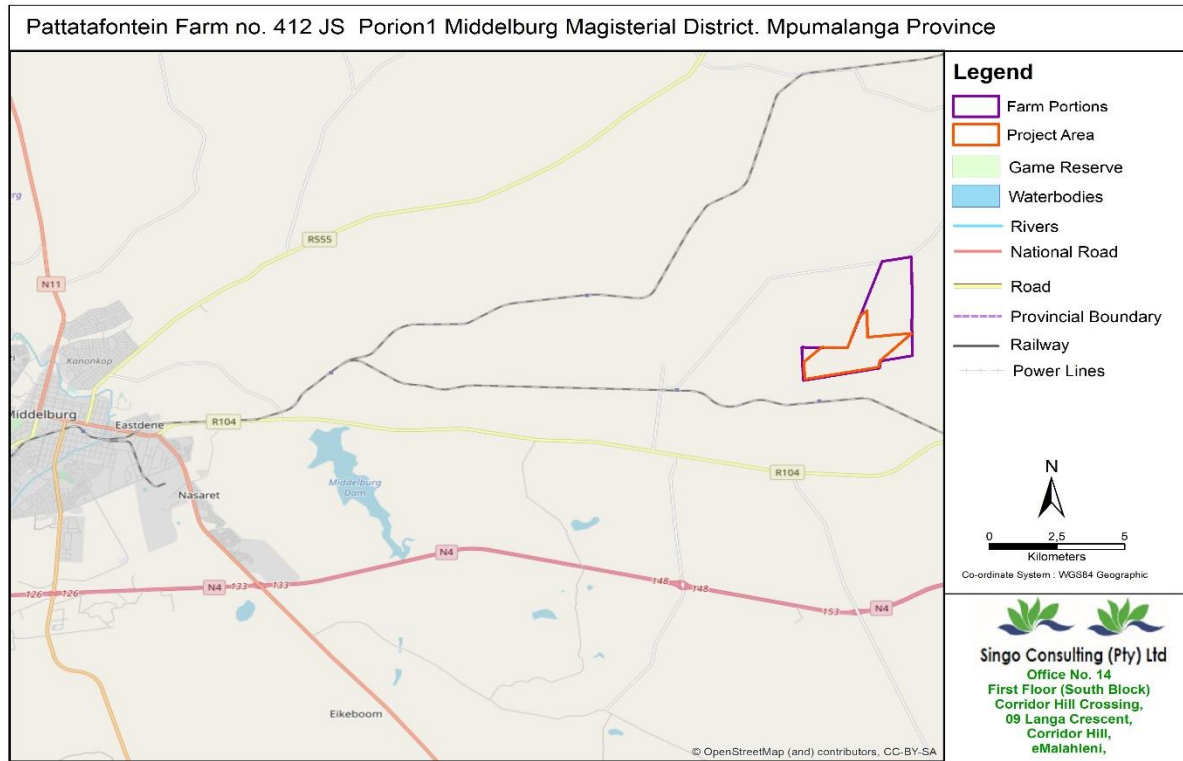 Pattatafontein Farm no. 412 JS Porion1 Middelburg Magisterial District. Mpumalanga Province
R555
N11
Kanonkop
Middelburg
Eastdene
R104
Nasaret
Middelburg
Dam
R104
N4
N4
133
133
148
148
126
126
153
N4
Eikeboom
© OpenStreetMap (and) contributors, CC-BY-SA
Legend
Farm Portions
Project Area
Game Reserve
Waterbodies
Rivers
National Road
Road
Provincial Boundary
Railway
Power Lines
N
0 2,5 5
Kilometers
Co-ordinate System : WGS84 Geographic
Singo Consulting (Pty) Ltd
Office No. 14
First Floor (South Block)
Corridor Hill Crossing,
09 Langa Crescent,
Corridor Hill,
eMalahleni,